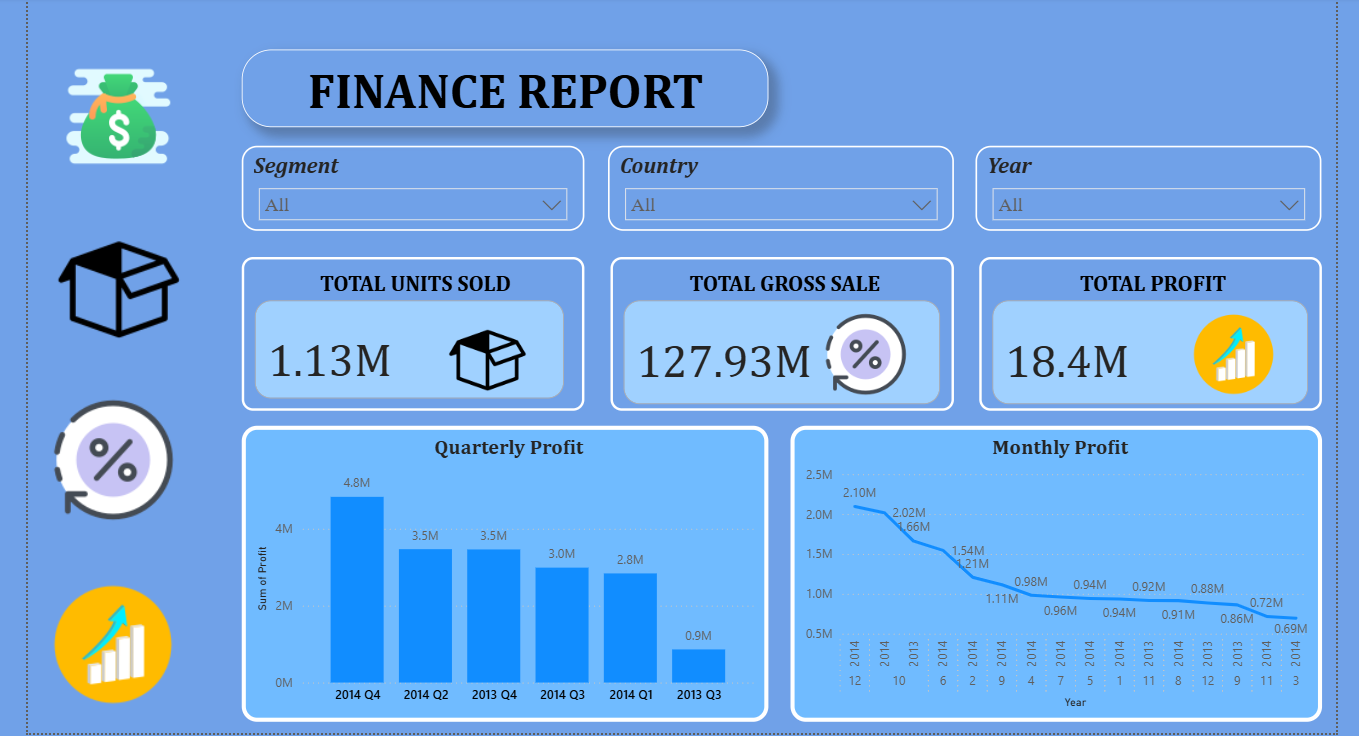 FINANCE REPORT
Segment
All
Country
All
Year
All
TOTAL UNITS SOLD
1.13M
TOTAL GROSS SALE
127.93M
TOTAL PROFIT
18.4M
$
%
%
Quarterly Profit
Sum of Profit
4M
2M
0M
4.8M
3.5M
3.5M
3.0M
2.8M
0.9M
2014 Q4
2014 Q2
2013 Q4
2014 Q3
2014 Q1
2013 Q3
Monthly Profit
2.5M
2.0M
1.5M
1.0M
0.5M
2.10M
2.02M
1.66M
1.54M
1.21M
1.11M
0.98M
0.96M
0.94M
0.94M
0.92M
0.91M
0.88M
0.86M
0.72M
0.69M
2014 2014 2013 2014 2014 2014 2014 2014 2014 2014 2013 2014 2013 2013 2014 2014
12 10 6 2 9 4 7 5 1 11 8 12 9 11 3
Year